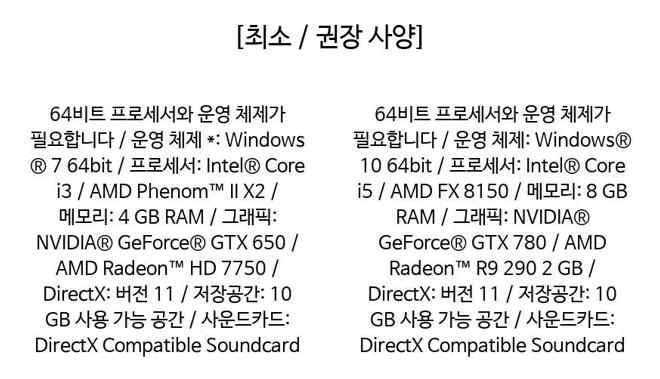 [최소 / 권장 사양]
64비트 프로세서와 운영 체제가
필요합니다 / 운영 체제 *: Windows
® 7 64bit / 프로세서: Intel® Core
i3 / AMD Phenom™ II X2 /
메모리: 4 GB RAM / 그래픽:
NVIDIA® GeForce® GTX 650 /
AMD Radeon™ HD 7750 /
DirectX: 버전 11 / 저장공간: 10
GB 사용 가능 공간 / 사운드카드:
DirectX Compatible Soundcard
64비트 프로세서와 운영 체제가
필요합니다 / 운영 체제: Windows®
10 64bit / 프로세서: Intel® Core
i5 / AMD FX 8150 / 메모리: 8 GB
RAM / 그래픽: NVIDIA®
GeForce® GTX 780 / AMD
Radeon™ R9 290 2 GB /
DirectX: 버전 11 / 저장공간: 10
GB 사용 가능 공간 / 사운드카드:
DirectX Compatible Soundcard